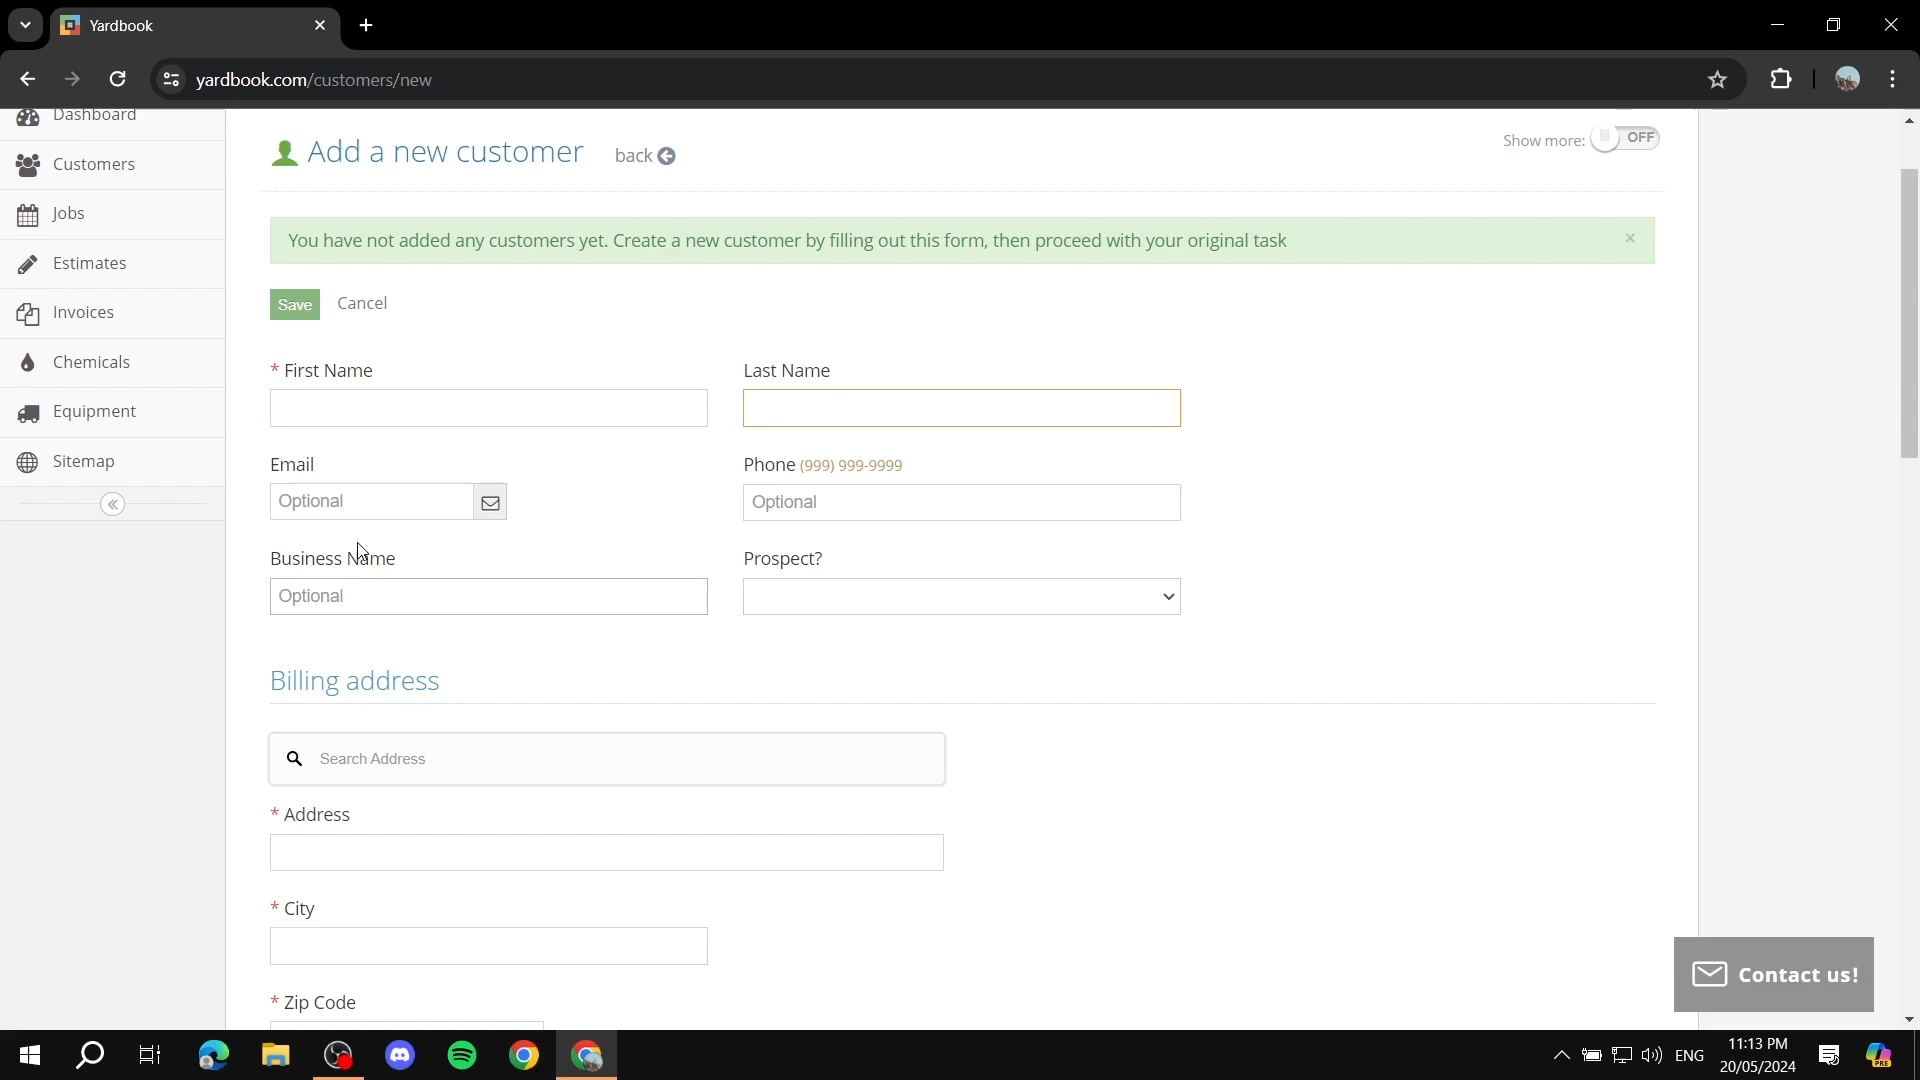 Yardbook
yardbook.com/customers/new
Dashboard
Customers
Jobs
Estimates
Invoices
Chemicals
Equipment
Sitemap
Add a new customer back
Show more: OFF
You have not added any customers yet. Create a new customer by filling out this form, then proceed with your original task
Save Cancel
* First Name
Last Name
Email
Optional
Phone (999) 999-9999
Optional
Business Name
Optional
Prospect?
Billing address
Search Address
* Address
* City
* Zip Code
Contact us!
ENG
11:13 PM
20/05/2024
PRE